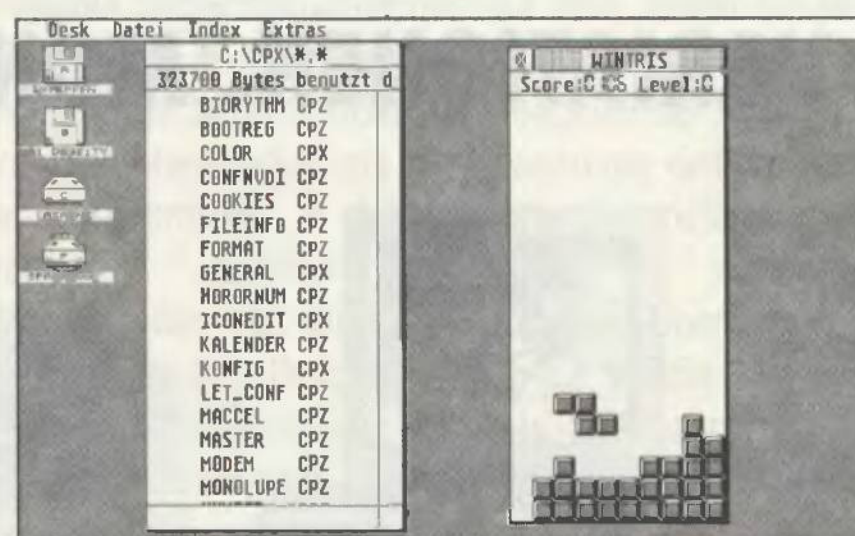 Desk Datei Index Extras
C:\CPX\*.*
323700 Bytes benutzt d
BIORYTHM CPZ
BOOTREG CPZ
COLOR CPX
CONFNVDI CPZ
COOKIES CPZ
FILEINFO CPZ
FORMAT CPZ
GENERAL CPX
HORORNUM CPZ
ICONEDIT CPX
KALENDER CPZ
KONFIG CPX
LET_CONF CPZ
MACCEL CPZ
MASTER CPZ
MODEM CPZ
MONOLUPE CPZ
WINTRIS
Score: Level:
C